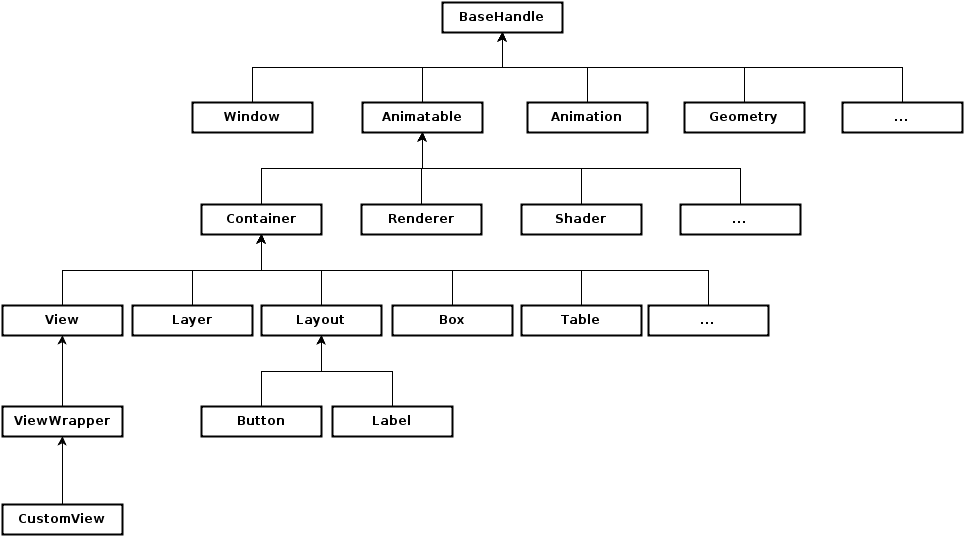 BaseHandle
Window
Animatable
Animation
Geometry
...
Container
Renderer
Shader
...
View
Layer
Layout
Box
Table
...
ViewWrapper
Button
Label
CustomView